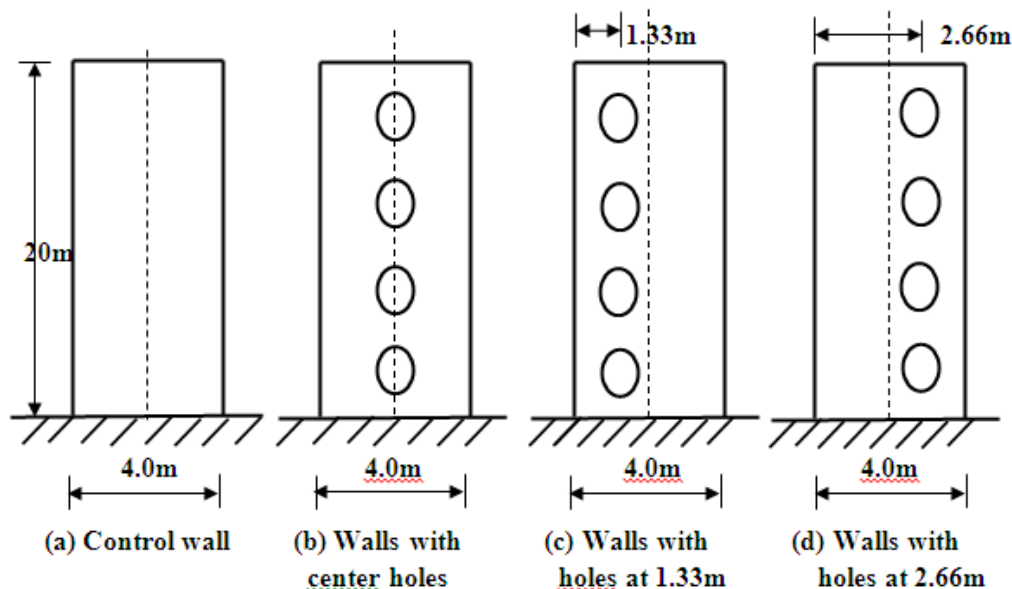 1.33m
2.66m
20m
4.0m
4.0m
4.0m
4.0m
(a) Control wall
(b) Walls with
center holes
(c) Walls with
holes at 1.33m
(d) Walls with
holes at 2.66m